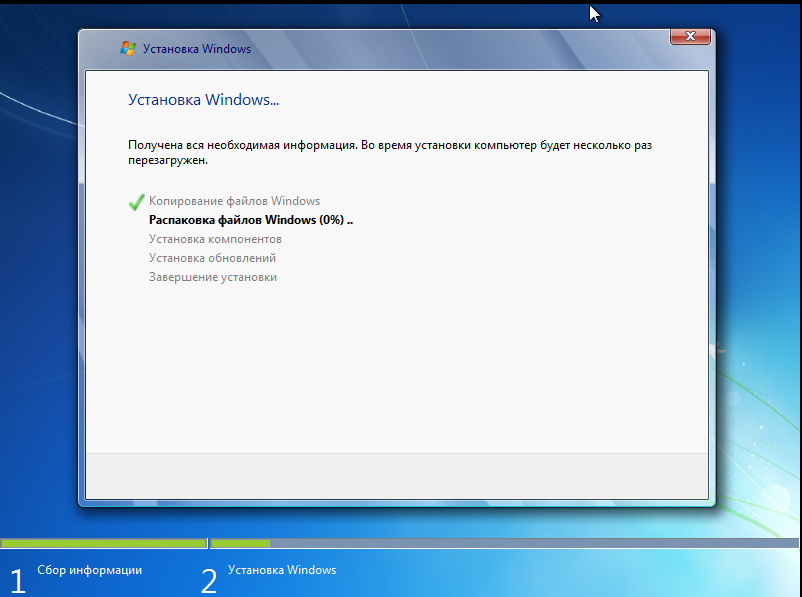 Установка Windows
Установка Windows...
Получена вся необходимая информация. Во время установки компьютер будет несколько раз
перезагружен.
Копирование файлов Windows
Распаковка файлов Windows (0%) ..
Установка компонентов
Установка обновлений
Завершение установки
1 Сбор информации
2 Установка Windows